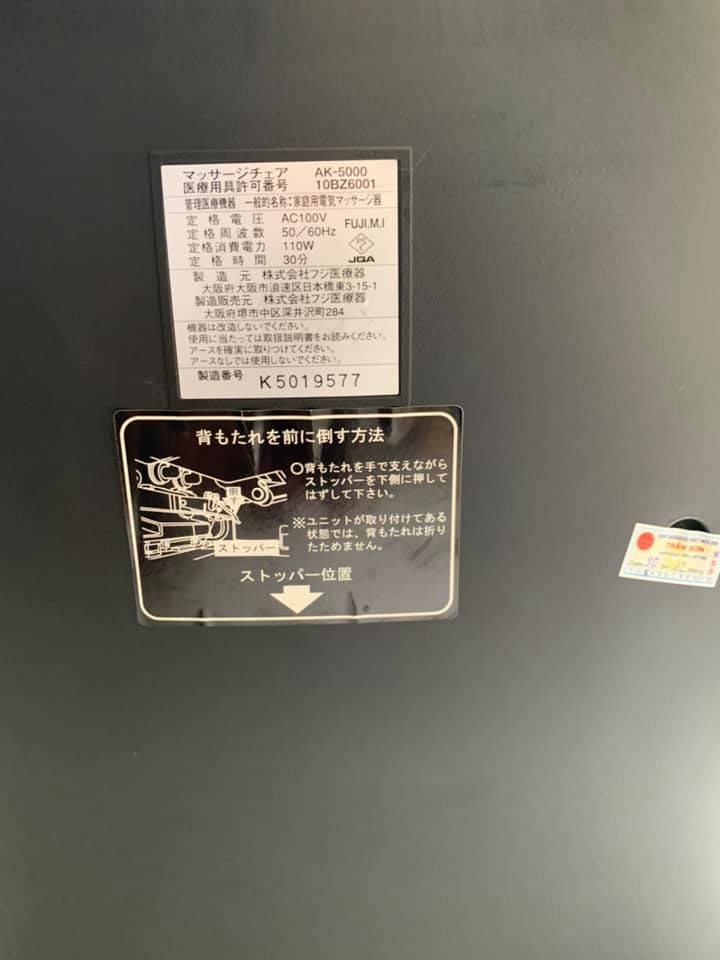 マッサージチェア AK-5000
医療用具許可番号 10BZ6001
管理医療機器 一般的名称:家庭用電気マッサージ器
定格電圧 AC100V FUJI.M.I
定格周波数 50/60Hz
定格消費電力 110W
定格時間 30分 JQA
製造元 株式会社フジ医療器
大阪府大阪市浪速区日本橋東3-15-1
製造販売元 株式会社フジ医療器
大阪府堺市中区深井沢町284
機器は改造しないでください。
使用に当たっては取扱説明書をお読みください。
アースを確実に取りつけてください。
アースなしでは使用しないでください。
製造番号 K5019577
背もたれを前に倒す方法
○背もたれを手で支えながら
ストッパーを下側に押して
はずして下さい。
倒す
※ユニットが取り付けてある
状態では、背もたれは折り
たためません。
ストッパー
ストッパー位置
TRẦM SƠN